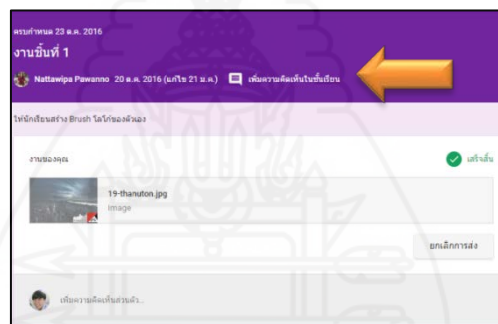 ครบกำหนด 23 ต.ค. 2016
งานชิ้นที่ 1
Nattawipa Pawanno 20 ต.ค. 2016 (แก้ไข 21 ต.ค.) เพิ่มความคิดเห็นในชั้นเรียน
ให้นักเรียนสร้าง Brush โลโก้ของตัวเอง
งานของคุณ
เสร็จสิ้น
19-thanuton.jpg
Image
ยกเลิกการส่ง
เพิ่มความคิดเห็นส่วนตัว...